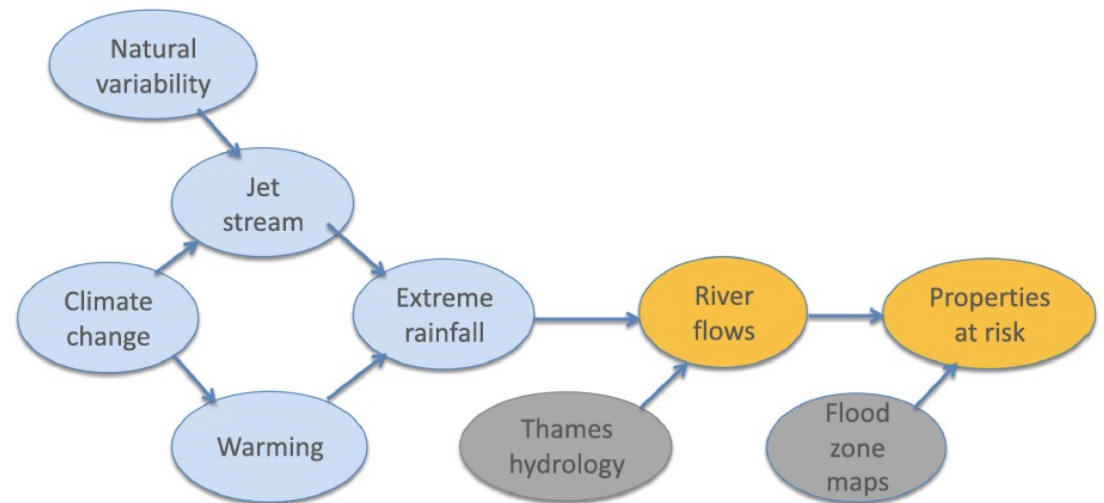 Natural
variability
Jet
stream
Climate
change
Extreme
rainfall
River
flows
Properties
at risk
Warming
Thames
hydrology
Flood
zone
maps